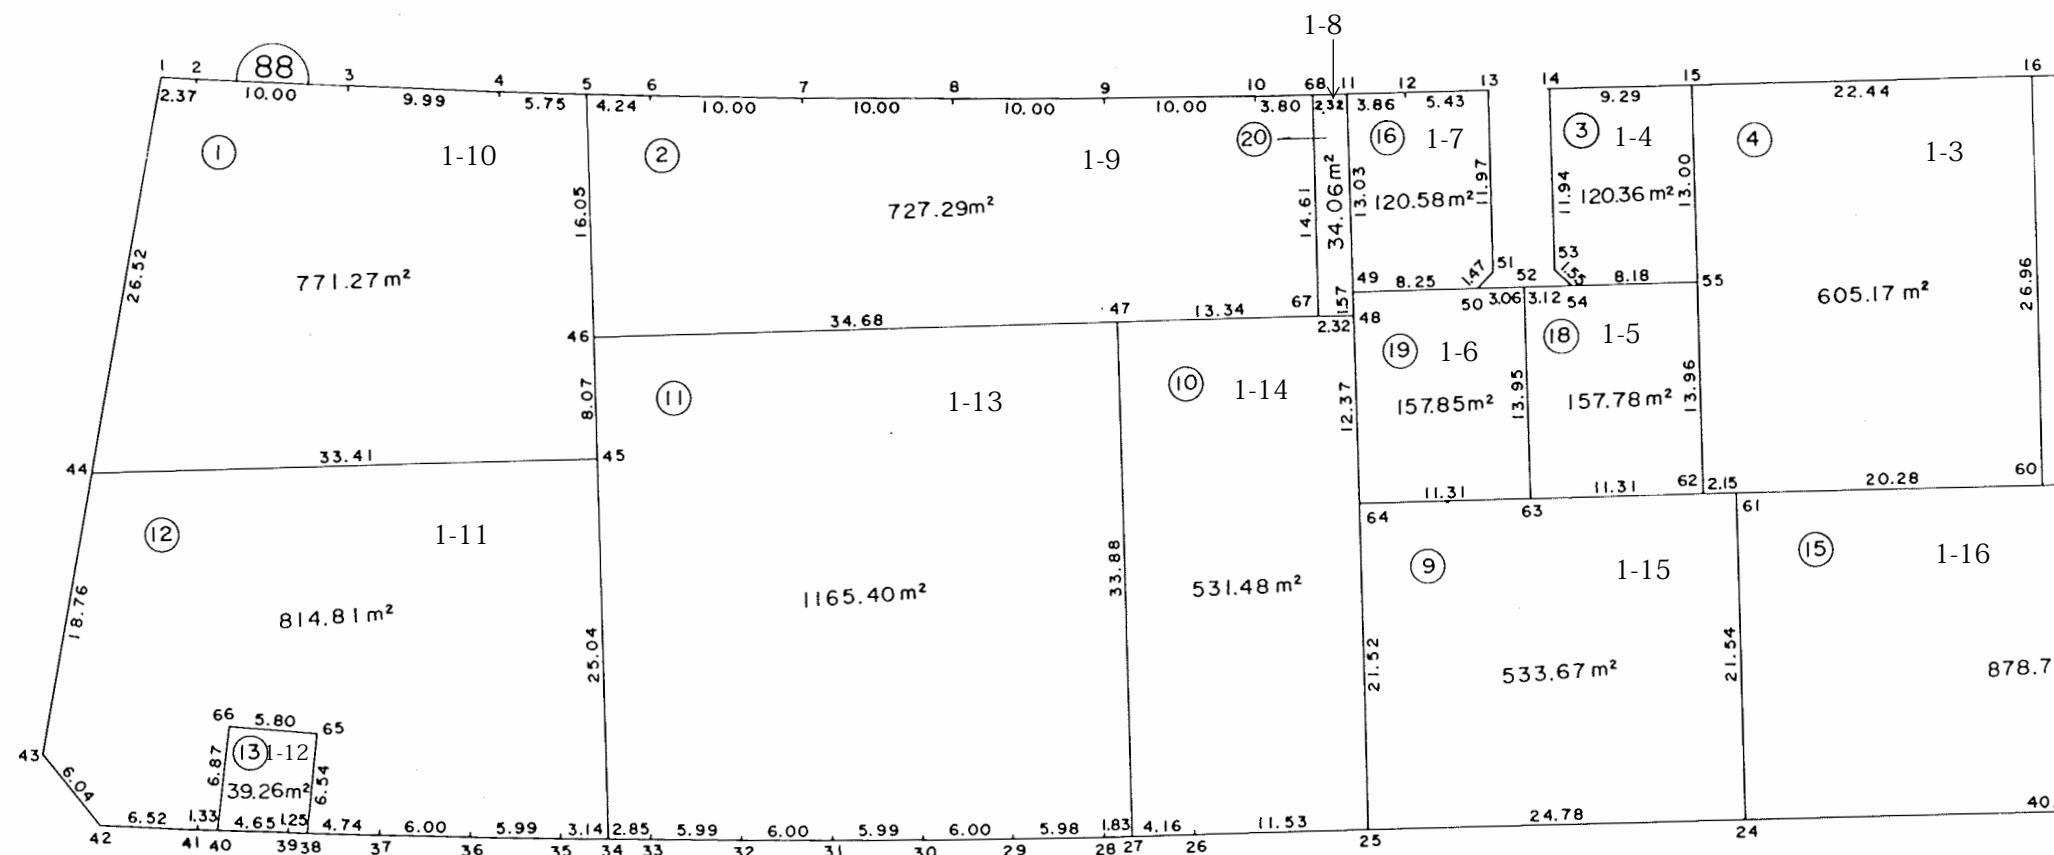 1-8
1 2 88 3 4 5 6 7 8 9 10 68 11 12 13 14 15 16
2.37 10.00 9.99 5.75 4.24 10.00 10.00 10.00 10.00 3.80 2.32 3.86 5.43 9.29 22.44
1 1-10 2 1-9 20 16 1-7 3 1-4 4 1-3
26.52 16.05 14.61 34.06m² 13.03 11.97 11.94 13.00 26.96
771.27m² 727.29m² 120.58m² 120.36m² 605.17m²
49 8.25 1.47 51 52 53 1.55 8.18 55
46 34.68 47 13.34 67 1.57 48 50 3.06 3.12 54
2.32
11 1-13 10 1-14 19 1-6 18 1-5
8.07 12.37 157.85m² 13.95 157.78m² 13.96
44 33.41 45 11.31 11.31 62 2.15 20.28 60
64 63 61
12 1-11 9 1-15 15 1-16
18.76 814.81m² 25.04 1165.40m² 33.88 531.48m² 21.52 533.67m² 21.54 878.7
66 5.80 65
43 6.87 13 1-12 6.54
6.04 39.26m²
6.52 1.33 4.65 1.25 4.74 6.00 5.99 3.14 2.85 5.99 6.00 5.99 6.00 5.98 1.83 4.16 11.53 24.78 40.
42 41 40 39 38 37 36 35 34 33 32 31 30 29 28 27 26 25 24